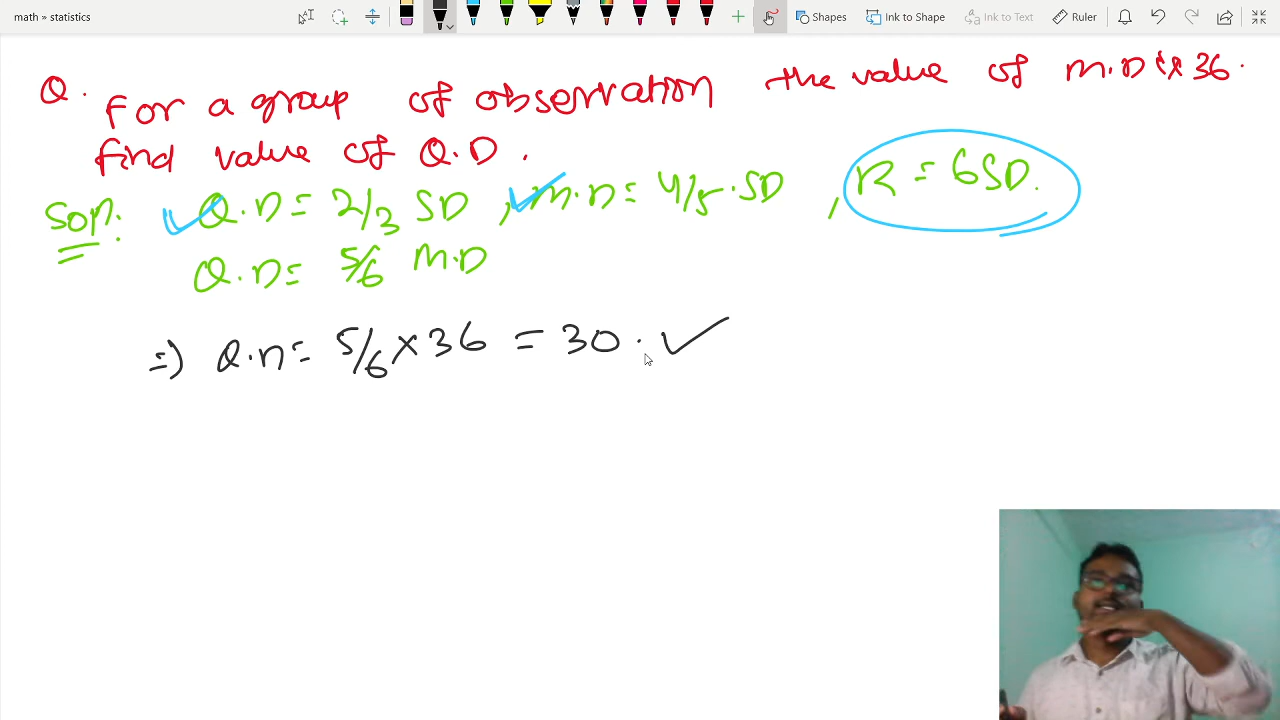 math » statistics
Shapes Ink to Shape Ink to Text Ruler
Q. For a group of observation the value of M.D is 36.
find value of Q.D.
Soln: Q.D = 2/3 SD, M.D = 4/5 . SD, R = 6SD.
Q.D = 5/6 M.D
=) Q.D = 5/6 × 36 = 30 .